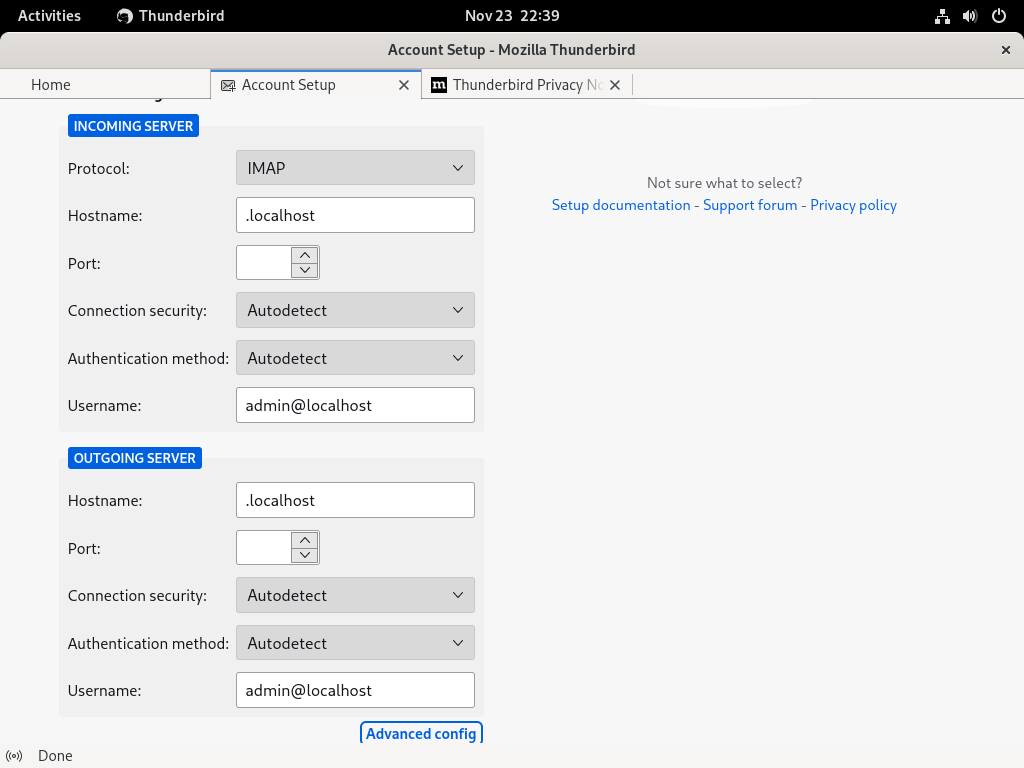 Activities
Thunderbird
Nov 23 22:39
Account Setup - Mozilla Thunderbird
Home
Account Setup
Thunderbird Privacy No
INCOMING SERVER
Protocol:
IMAP
Hostname:
.localhost
Port:
Connection security:
Autodetect
Authentication method:
Autodetect
Username:
admin@localhost
Not sure what to select?
Setup documentation - Support forum - Privacy policy
OUTGOING SERVER
Hostname:
.localhost
Port:
Connection security:
Autodetect
Authentication method:
Autodetect
Username:
admin@localhost
Advanced config
Done